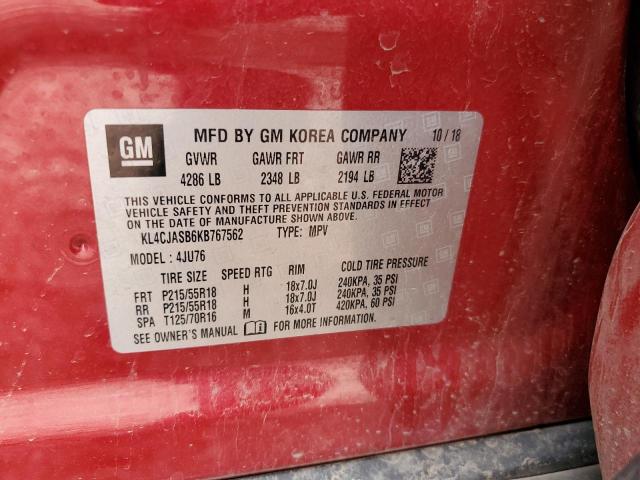 GM MFD BY GM KOREA COMPANY 10 / 18
GVWR GAWR FRT GAWR RR
4286 LB 2348 LB 2194 LB
THIS VEHICLE CONFORMS TO ALL APPLICABLE U.S. FEDERAL MOTOR
VEHICLE SAFETY AND THEFT PREVENTION STANDARDS IN EFFECT
ON THE DATE OF MANUFACTURE SHOWN ABOVE.
KL4CJASB6KB767562 TYPE: MPV
MODEL : 4JU76
TIRE SIZE SPEED RTG RIM COLD TIRE PRESSURE
FRT P215/55R18 H 18x7.0J 240KPA, 35 PSI
RR P215/55R18 H 18x7.0J 240KPA, 35 PSI
SPA T125/70R16 M 16x4.0T 420KPA, 60 PSI
SEE OWNER'S MANUAL FOR MORE INFORMATION.